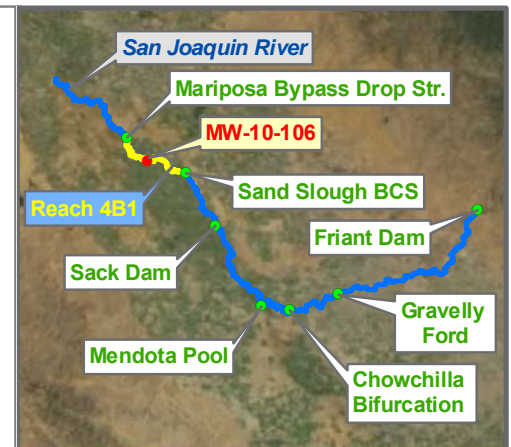 San Joaquin River
Mariposa Bypass Drop Str.
MW-10-106
Reach 4B1
Sand Slough BCS
Friant Dam
Sack Dam
Gravelly
Ford
Mendota Pool
Chowchilla
Bifurcation